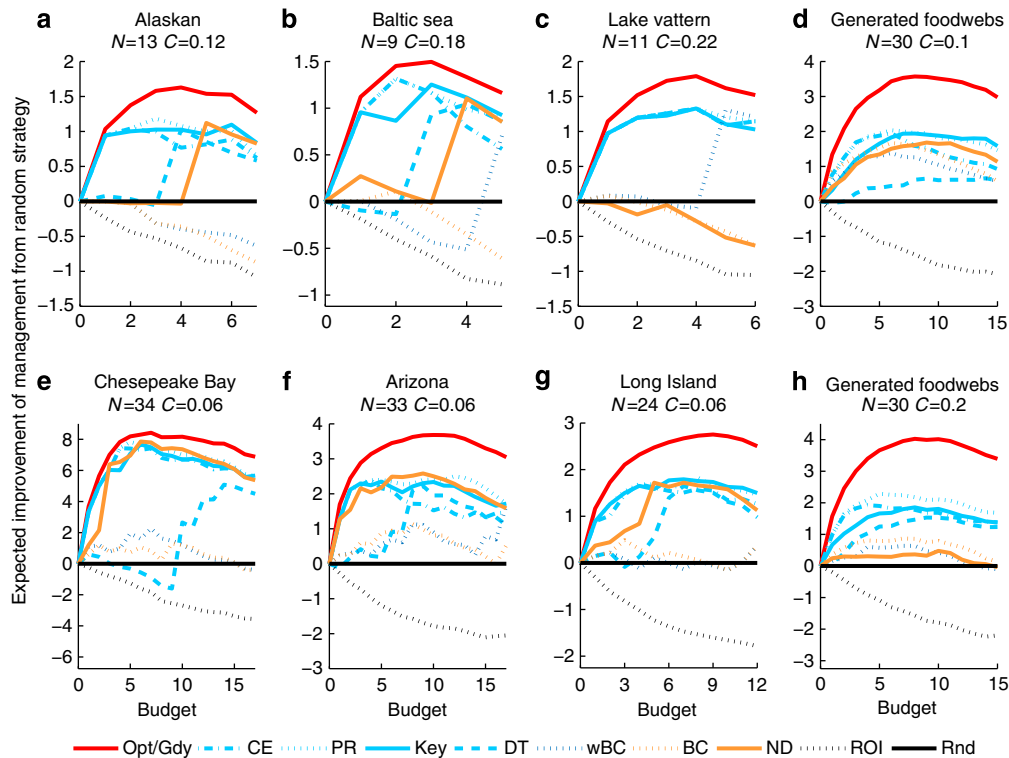 Expected improvement of management from random strategy
a Alaskan
N=13 C=0.12
2
1.5
1
0.5
0
−0.5
−1
−1.5
0 2 4 6
b Baltic sea
N=9 C=0.18
1.5
1
0.5
0
−0.5
−1
0 2 4
c Lake vattern
N=11 C=0.22
2
1.5
1
0.5
0
−0.5
−1
−1.5
0 2 4 6
d Generated foodwebs
N=30 C=0.1
4
3
2
1
0
−1
−2
−3
0 5 10 15
e Chesepeake Bay
N=34 C=0.06
8
6
4
2
0
−2
−4
−6
0 5 10 15
Budget
f Arizona
N=33 C=0.06
4
3
2
1
0
−1
−2
−3
0 5 10 15
Budget
g Long Island
N=24 C=0.06
3
2
1
0
−1
−2
0 3 6 9 12
Budget
h Generated foodwebs
N=30 C=0.2
4
3
2
1
0
−1
−2
−3
0 5 10 15
Budget
Opt/Gdy CE PR Key DT wBC BC ND ROI Rnd